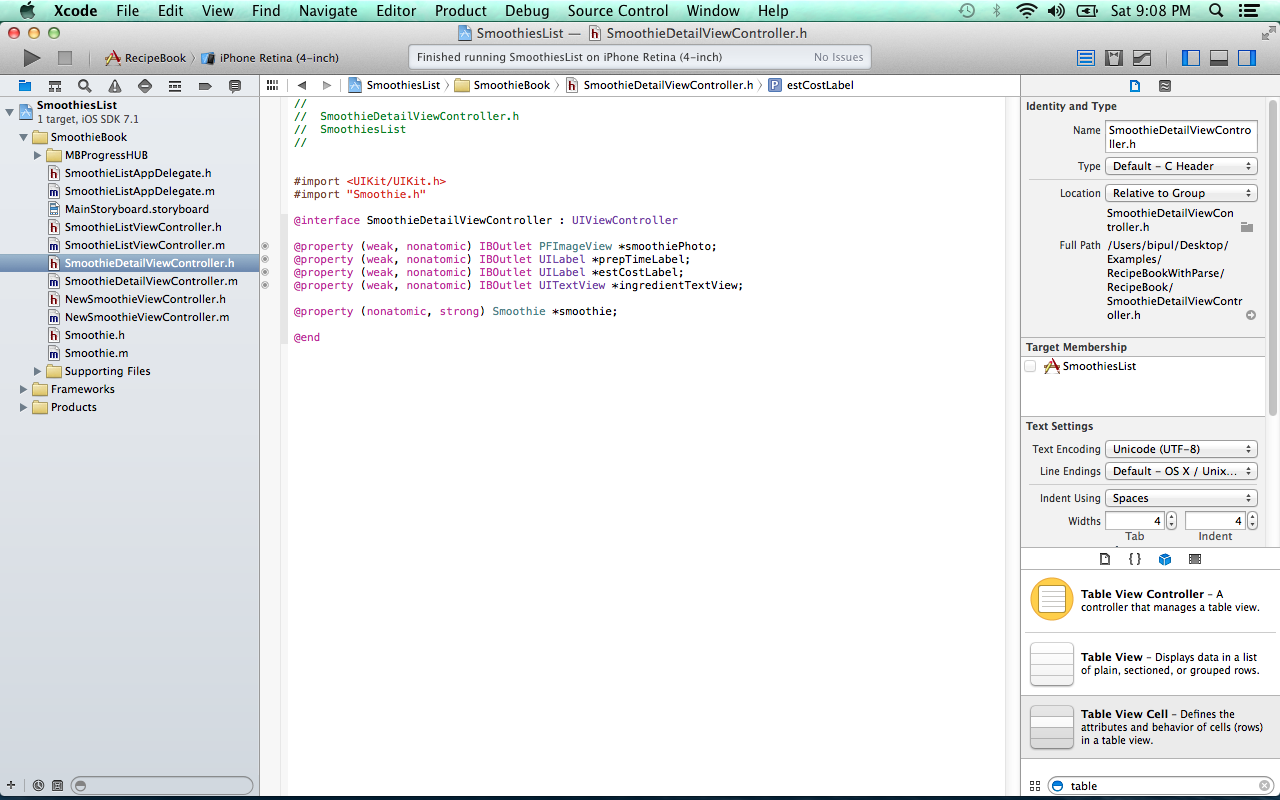 Xcode File Edit View Find Navigate Editor Product Debug Source Control Window Help Sat 9:08 PM
SmoothiesList — SmoothieDetailViewController.h
RecipeBook iPhone Retina (4-inch)
Finished running SmoothiesList on iPhone Retina (4-inch) No Issues
SmoothiesList SmoothieBook SmoothieDetailViewController.h P estCostLabel
SmoothiesList
1 target, iOS SDK 7.1
SmoothieBook
MBProgressHUB
SmoothieListAppDelegate.h
SmoothieListAppDelegate.m
MainStoryboard.storyboard
SmoothieListViewController.h
SmoothieListViewController.m
SmoothieDetailViewController.h
SmoothieDetailViewController.m
NewSmoothieViewController.h
NewSmoothieViewController.m
Smoothie.h
Smoothie.m
Supporting Files
Frameworks
Products
//
// SmoothieDetailViewController.h
// SmoothiesList
//
#import <UIKit/UIKit.h>
#import "Smoothie.h"
@interface SmoothieDetailViewController : UIViewController
@property (weak, nonatomic) IBOutlet PFImageView *smoothiePhoto;
@property (weak, nonatomic) IBOutlet UILabel *prepTimeLabel;
@property (weak, nonatomic) IBOutlet UILabel *estCostLabel;
@property (weak, nonatomic) IBOutlet UITextView *ingredientTextView;
@property (nonatomic, strong) Smoothie *smoothie;
@end
Identity and Type
Name SmoothieDetailViewContro
ller.h
Type Default - C Header
Location Relative to Group
SmoothieDetailViewCon
troller.h
Full Path /Users/bipul/Desktop/
Examples/
RecipeBookWithParse/
RecipeBook/
SmoothieDetailViewContr
oller.h
Target Membership
SmoothiesList
Text Settings
Text Encoding Unicode (UTF-8)
Line Endings Default - OS X / Unix...
Indent Using Spaces
Widths 4 4
Tab Indent
{ }
Table View Controller - A
controller that manages a table view.
Table View - Displays data in a list
of plain, sectioned, or grouped rows.
Table View Cell - Defines the
attributes and behavior of cells (rows)
in a table view.
table